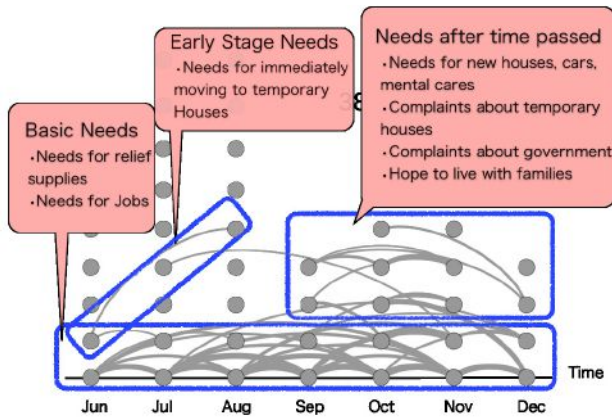 Early Stage Needs
・Needs for immediately
moving to temporary
Houses
Needs after time passed
・Needs for new houses, cars,
mental cares
・Complaints about temporary
houses
・Complaints about government
・Hope to live with families
Basic Needs
・Needs for relief
supplies
・Needs for Jobs
Time
Jun Jul Aug Sep Oct Nov Dec